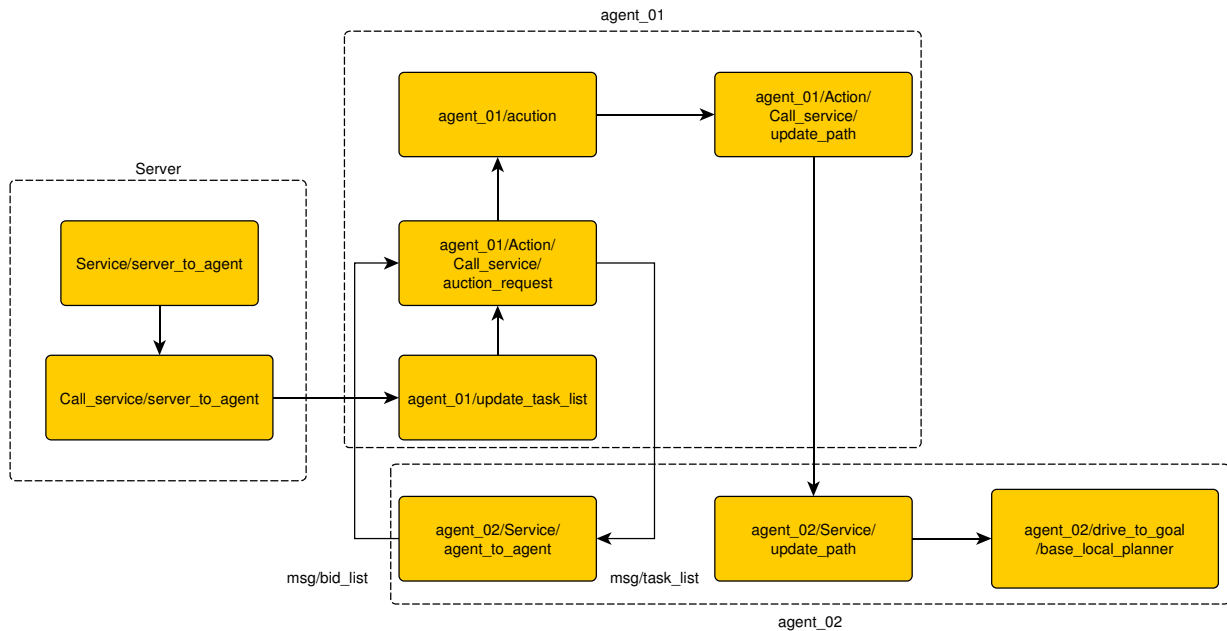 agent_01
agent_01/acution
agent_01/Action/
Call_service/
update_path
Server
Service/server_to_agent
agent_01/Action/
Call_service/
auction_request
Call_service/server_to_agent
agent_01/update_task_list
agent_02/Service/
agent_to_agent
agent_02/Service/
update_path
agent_02/drive_to_goal
/base_local_planner
msg/bid_list
msg/task_list
agent_02